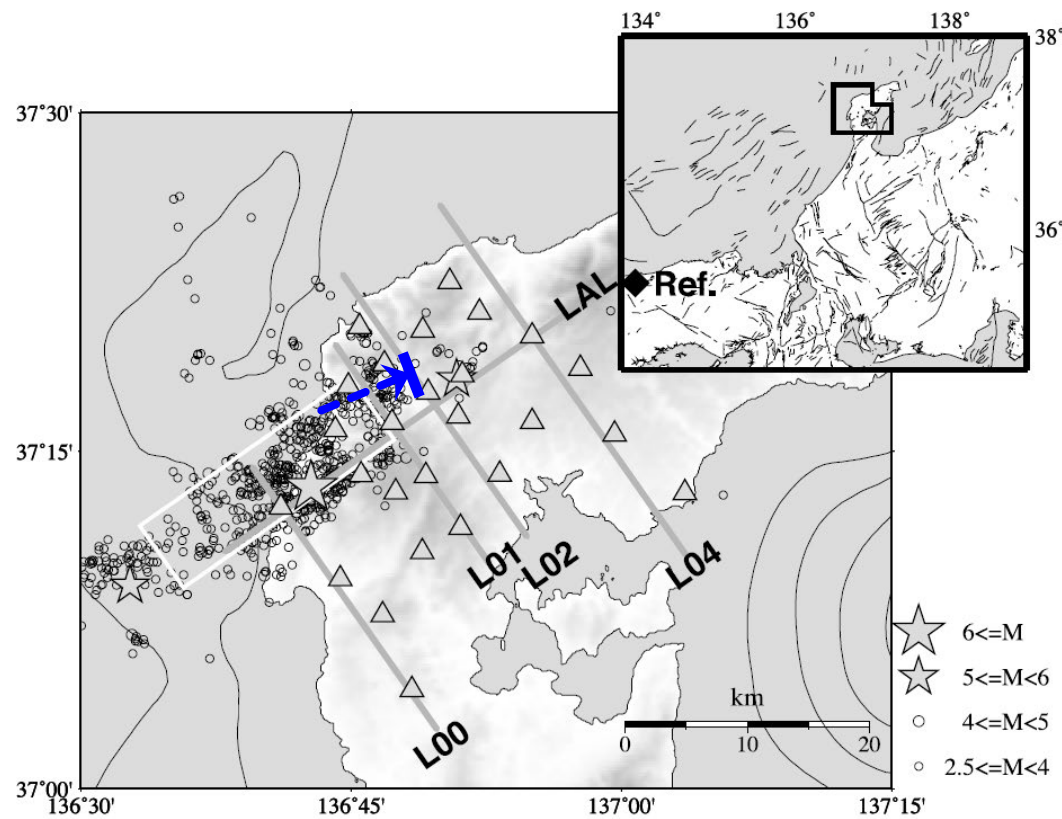 134° 136° 138°
38°
36°
Ref.
37°30'
37°15'
37°00'
136°30' 136°45' 137°00' 137°15'
LAL
L01
L02
L04
L00
km
0 10 20
6<=M
5<=M<6
4<=M<5
2.5<=M<4